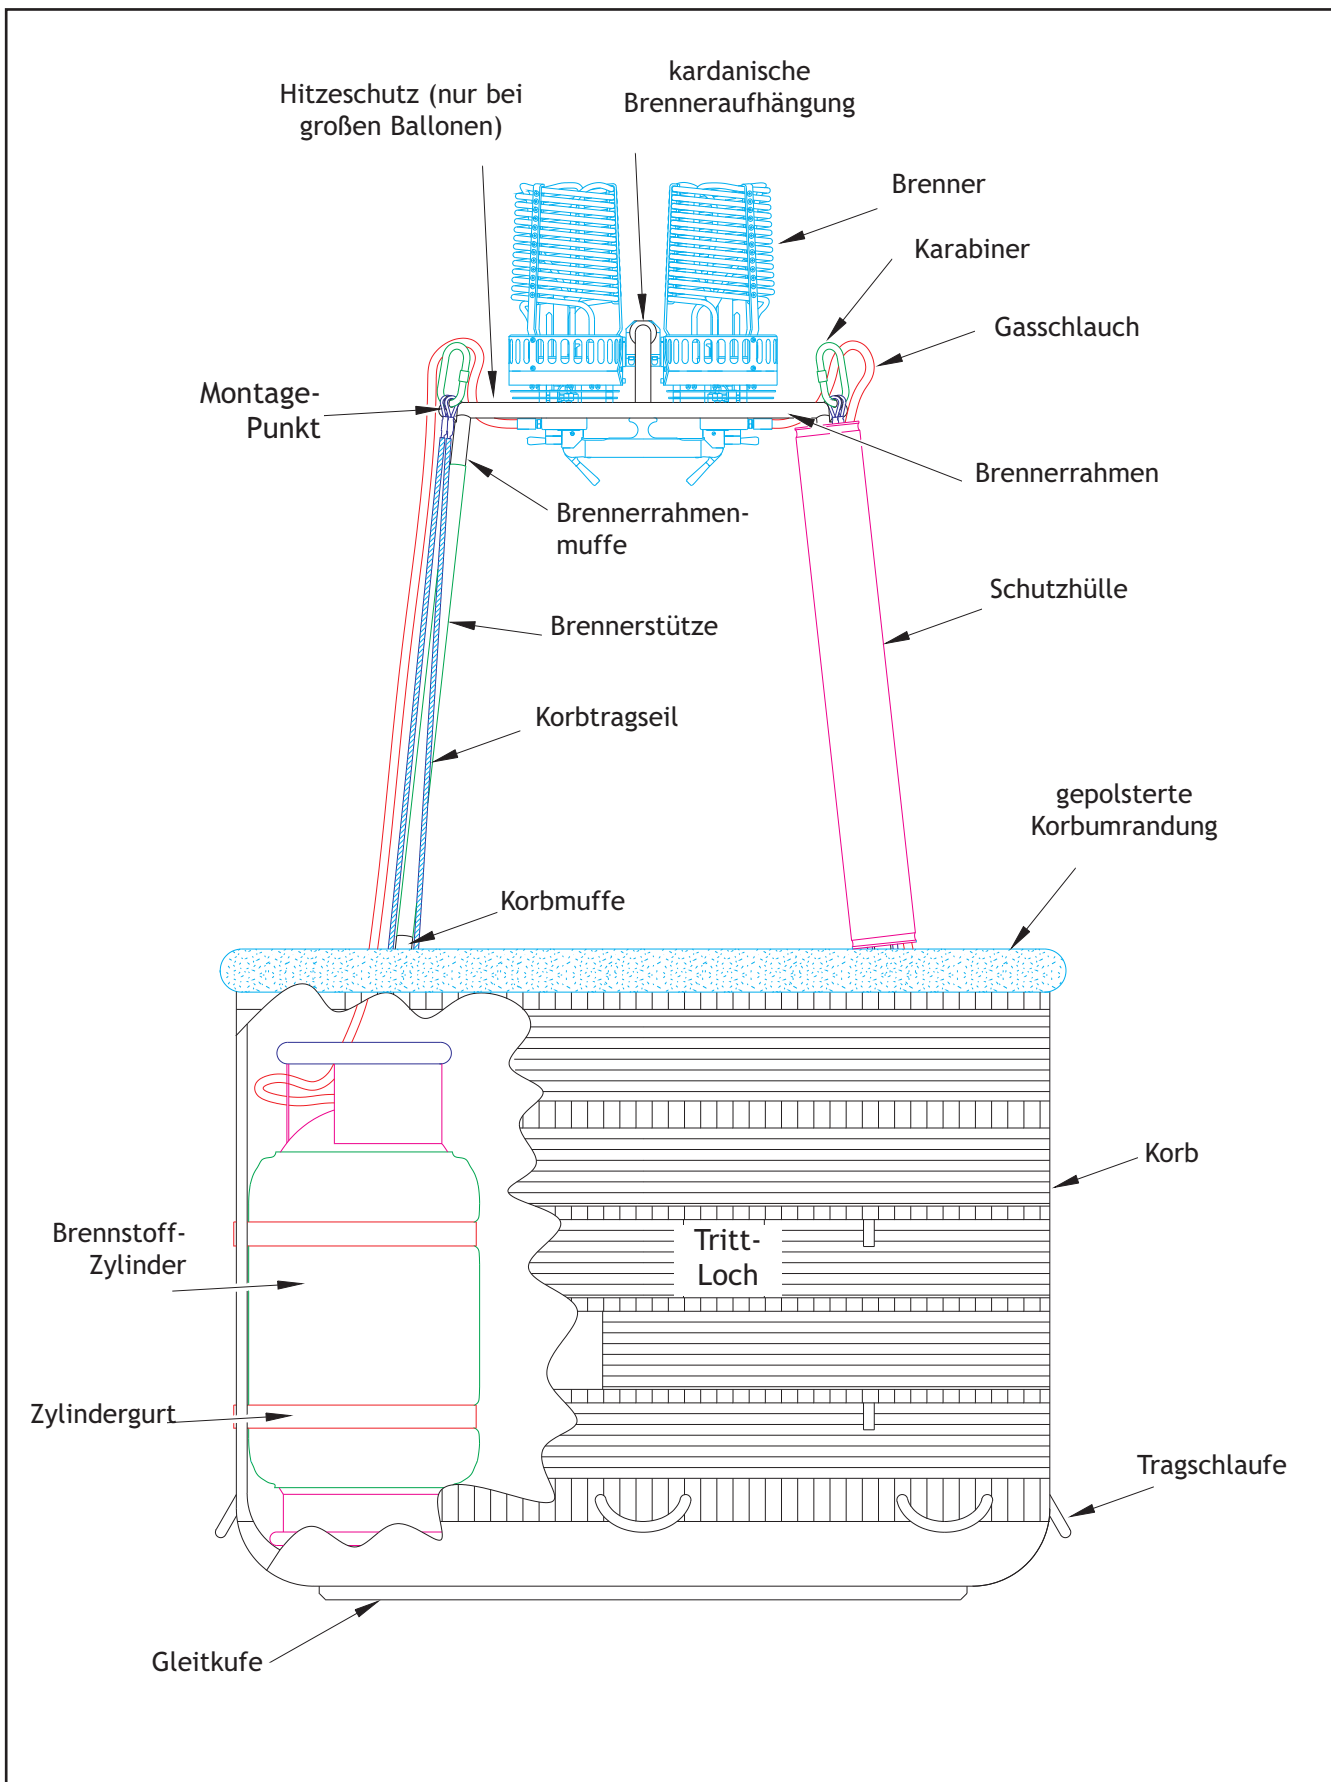 kardanische
Brenneraufhängung
Hitzeschutz (nur bei
großen Ballonen)
Brenner
Karabiner
Gasschlauch
Montage-
Punkt
Brennerrahmen
Brennerrahmen-
muffe
Schutzhülle
Brennerstütze
Korbtragseil
gepolsterte
Korbumrandung
Korbmuffe
Korb
Brennstoff-
Zylinder
Tritt-
Loch
Zylindergurt
Tragschlaufe
Gleitkufe